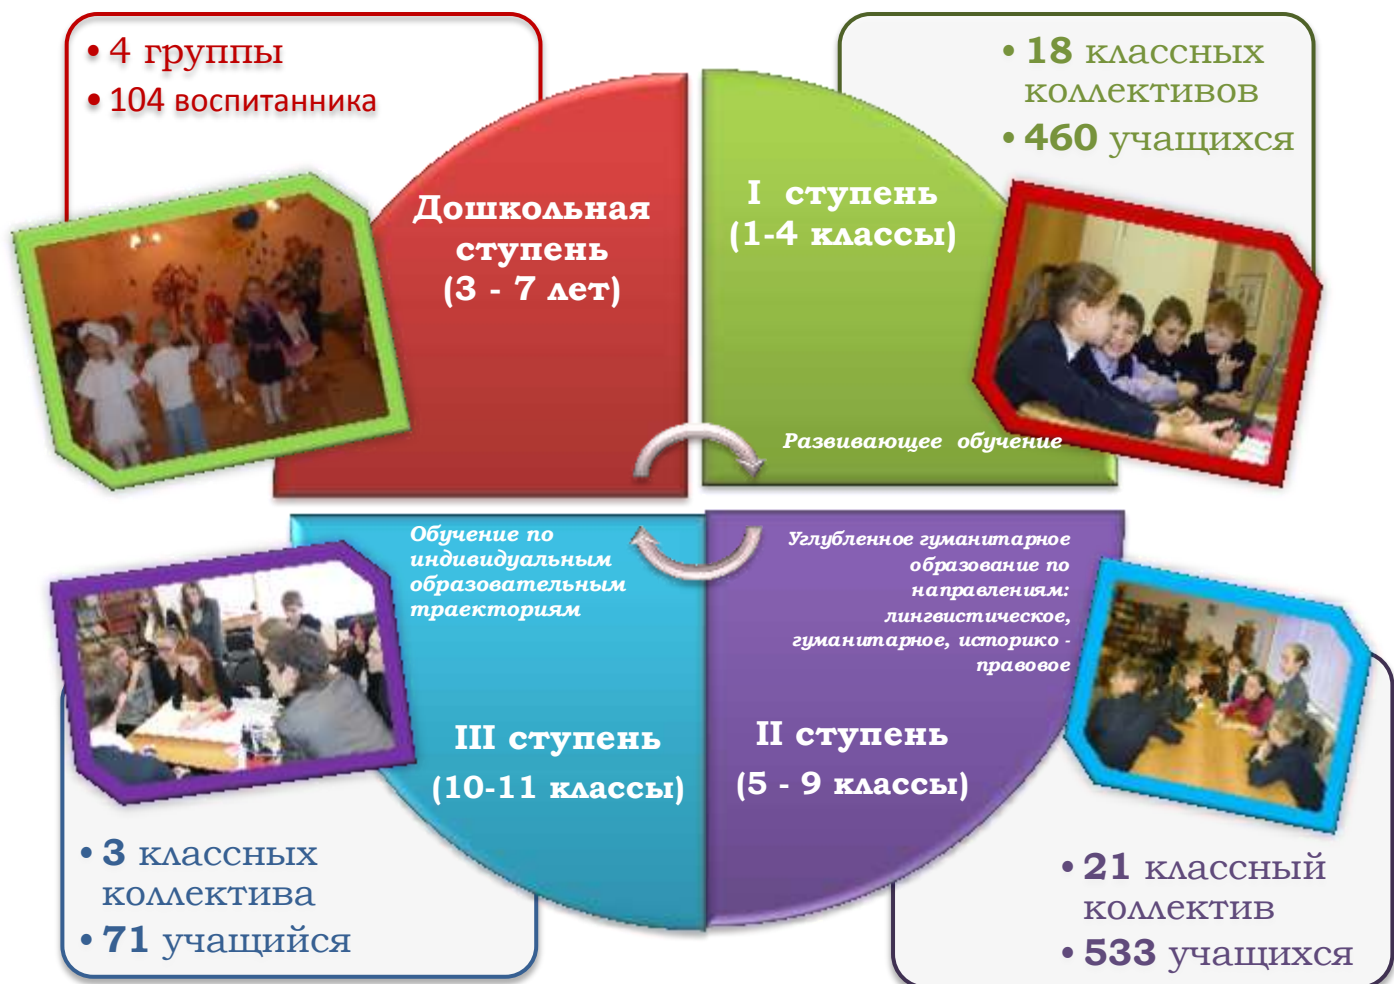 • 4 группы
• 104 воспитанника
Дошкольная
ступень
(3 - 7 лет)
• 18 классных
коллективов
• 460 учащихся
I ступень
(1-4 классы)
Развивающее обучение
Обучение по
индивидуальным
образовательным
траекториям
III ступень
(10-11 классы)
• 3 классных
коллектива
• 71 учащийся
Углубленное гуманитарное
образование по
направлениям:
лингвистическое,
гуманитарное, историко -
правовое
II ступень
(5 - 9 классы)
• 21 классный
коллектив
• 533 учащихся